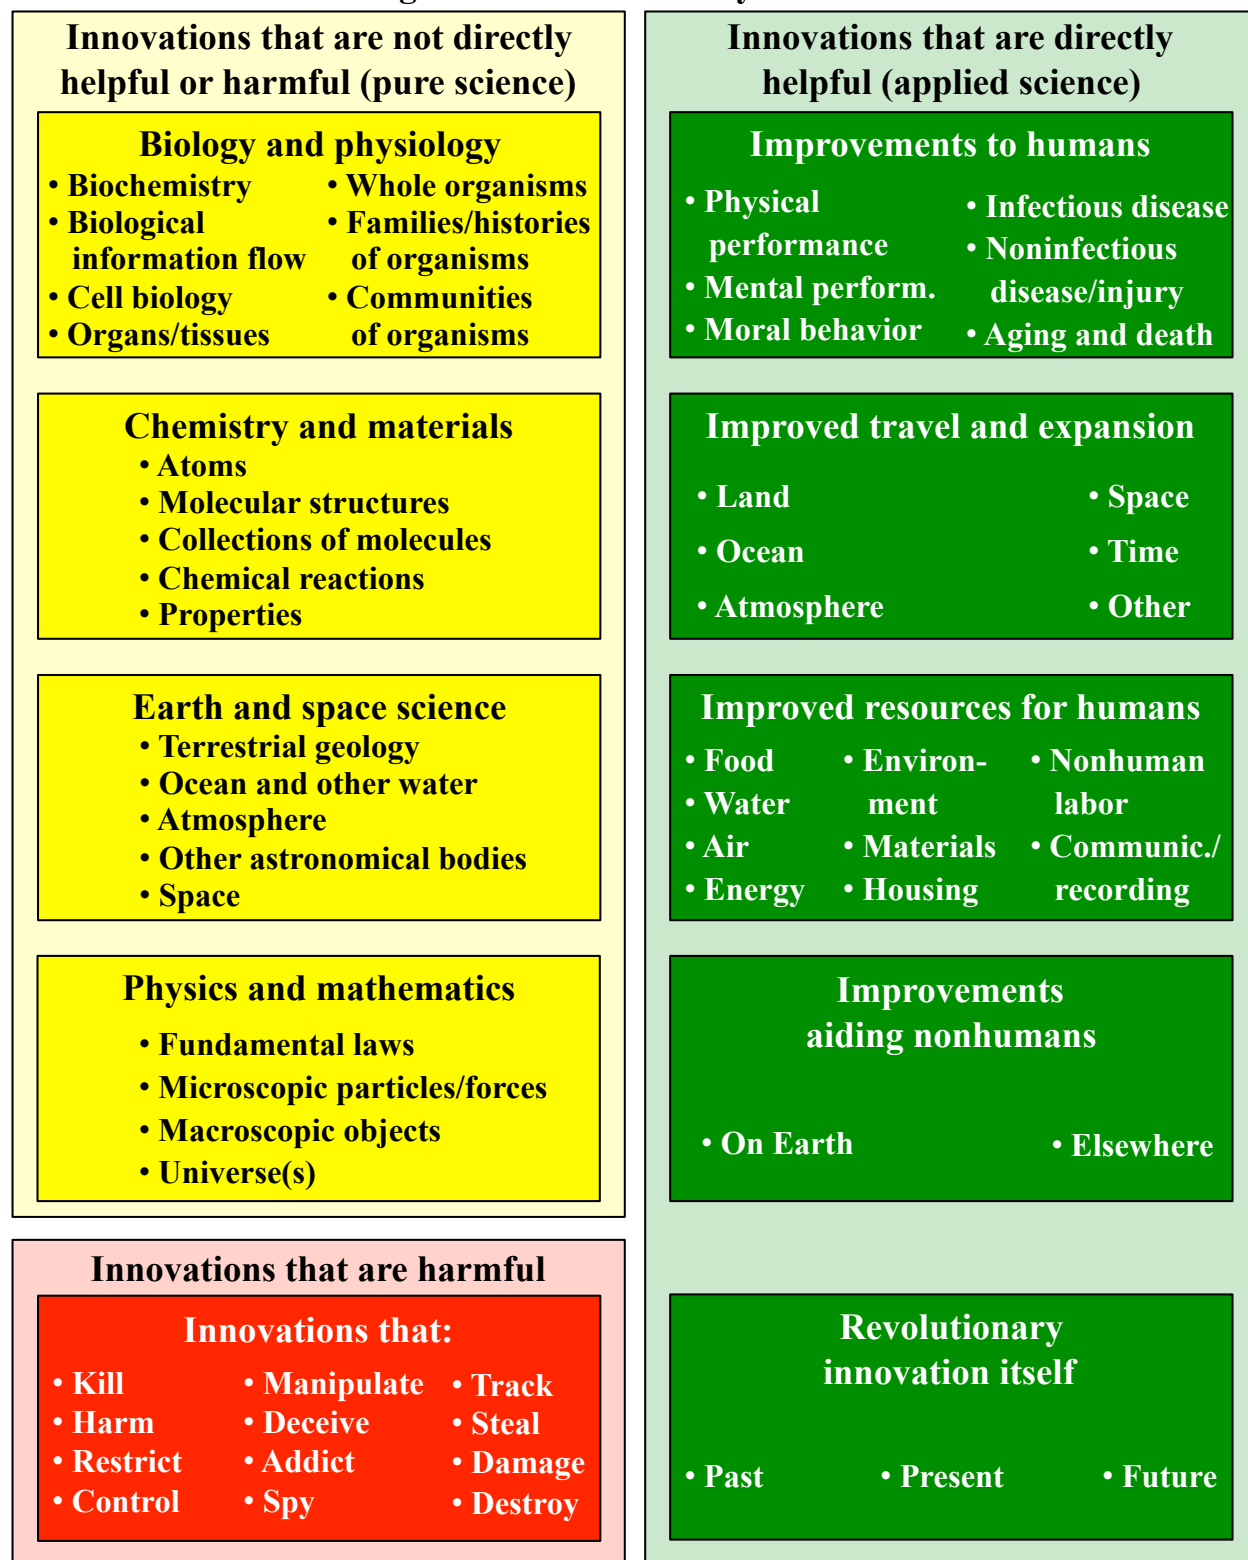 Innovations that are not directly
helpful or harmful (pure science)
Biology and physiology
• Biochemistry
• Biological
information flow
• Cell biology
• Organs/tissues
• Whole organisms
• Families/histories
of organisms
• Communities
of organisms
Chemistry and materials
• Atoms
• Molecular structures
• Collections of molecules
• Chemical reactions
• Properties
Earth and space science
• Terrestrial geology
• Ocean and other water
• Atmosphere
• Other astronomical bodies
• Space
Physics and mathematics
• Fundamental laws
• Microscopic particles/forces
• Macroscopic objects
• Universe(s)
Innovations that are harmful
Innovations that:
• Kill
• Harm
• Restrict
• Control
• Manipulate
• Deceive
• Addict
• Spy
• Track
• Steal
• Damage
• Destroy
Innovations that are directly
helpful (applied science)
Improvements to humans
• Physical
performance
• Mental perform.
• Moral behavior
• Infectious disease
• Noninfectious
disease/injury
• Aging and death
Improved travel and expansion
• Land
• Ocean
• Atmosphere
• Space
• Time
• Other
Improved resources for humans
• Food
• Water
• Air
• Energy
• Environ-
ment
• Materials
• Housing
• Nonhuman
labor
• Communic./
recording
Improvements
aiding nonhumans
• On Earth
• Elsewhere
Revolutionary
innovation itself
• Past
• Present
• Future